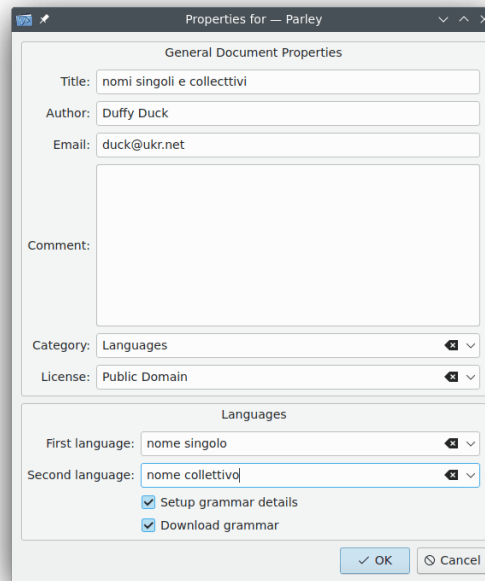 Properties for — Parley
General Document Properties
Title: nomi singoli e collecttivi
Author: Duffy Duck
Email: duck@ukr.net
Comment:
Category: Languages
License: Public Domain
Languages
First language: nome singolo
Second language: nome collettivo
Setup grammar details
Download grammar
OK Cancel